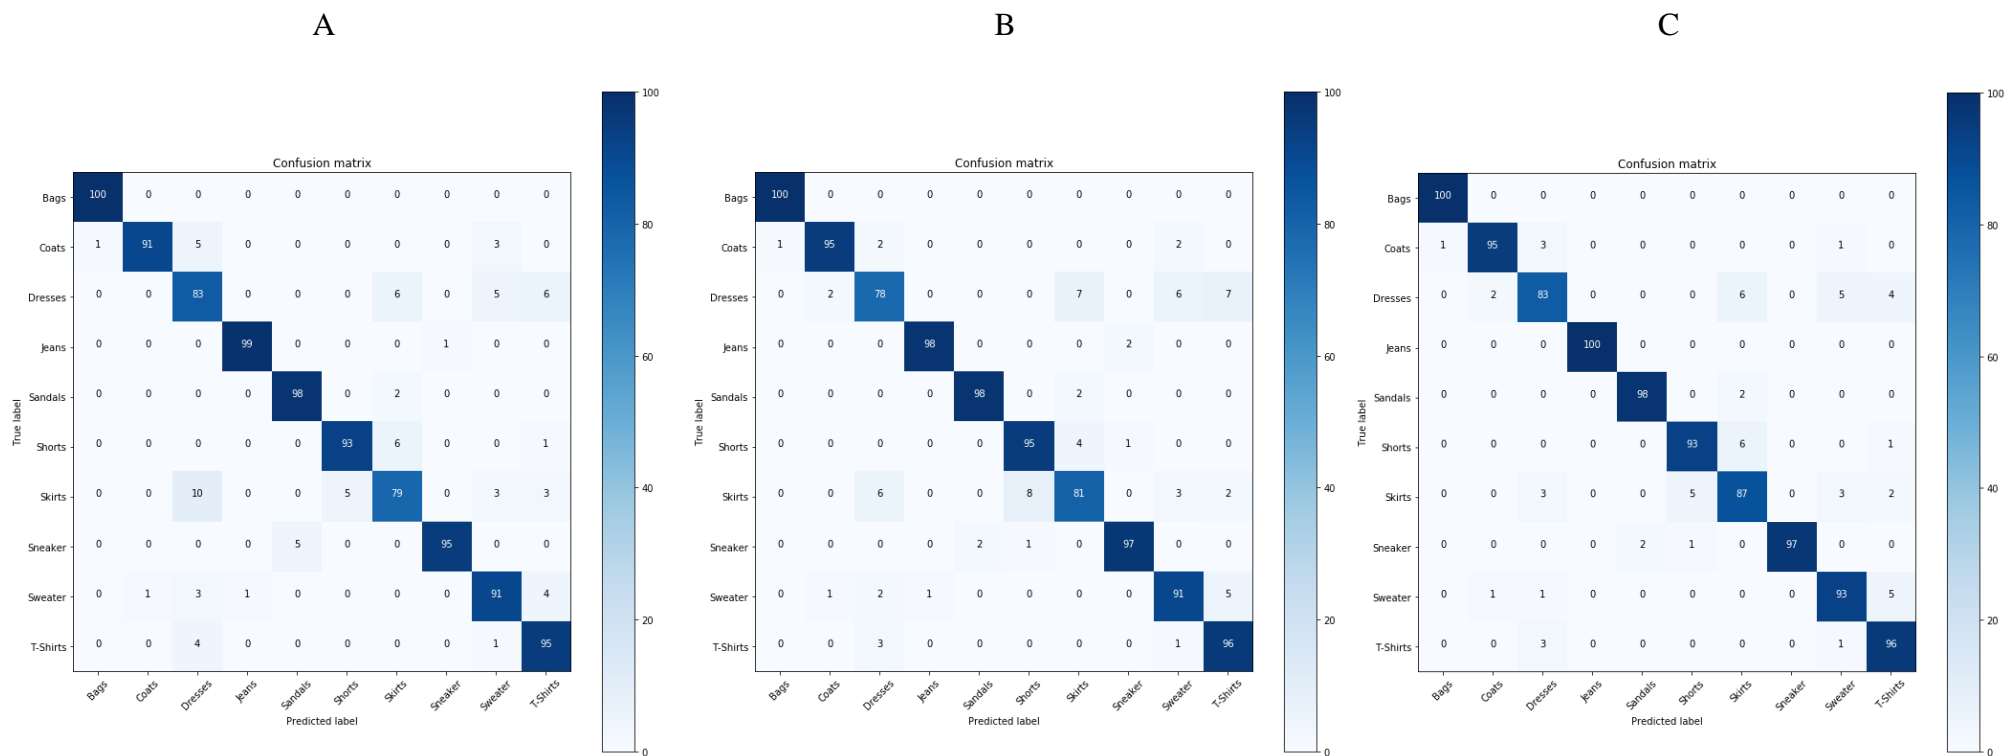 A
B
C
Confusion matrix
Bags 100 0 0 0 0 0 0 0 0 0
Coats 1 91 5 0 0 0 0 0 3 0
Dresses 0 0 83 0 0 0 6 0 5 6
Jeans 0 0 0 99 0 0 0 1 0 0
Sandals 0 0 0 0 98 0 2 0 0 0
Shorts 0 0 0 0 0 93 6 0 0 1
Skirts 0 0 10 0 0 5 79 0 3 3
Sneaker 0 0 0 0 5 0 0 95 0 0
Sweater 0 1 3 1 0 0 0 0 91 4
T-Shirts 0 0 4 0 0 0 0 0 1 95
True label
Bags Coats Dresses Jeans Sandals Shorts Skirts Sneaker Sweater T-Shirts
Predicted label
100
80
60
40
20
0
Confusion matrix
Bags 100 0 0 0 0 0 0 0 0 0
Coats 1 95 2 0 0 0 0 0 2 0
Dresses 0 2 78 0 0 0 7 0 6 7
Jeans 0 0 0 98 0 0 0 2 0 0
Sandals 0 0 0 0 98 0 2 0 0 0
Shorts 0 0 0 0 0 95 4 1 0 0
Skirts 0 0 6 0 0 8 81 0 3 2
Sneaker 0 0 0 0 2 1 0 97 0 0
Sweater 0 1 2 1 0 0 0 0 91 5
T-Shirts 0 0 3 0 0 0 0 0 1 96
True label
Bags Coats Dresses Jeans Sandals Shorts Skirts Sneaker Sweater T-Shirts
Predicted label
100
80
60
40
20
0
Confusion matrix
Bags 100 0 0 0 0 0 0 0 0 0
Coats 1 95 3 0 0 0 0 0 1 0
Dresses 0 2 83 0 0 0 6 0 5 4
Jeans 0 0 0 100 0 0 0 0 0 0
Sandals 0 0 0 0 98 0 2 0 0 0
Shorts 0 0 0 0 0 93 6 0 0 1
Skirts 0 0 3 0 0 5 87 0 3 2
Sneaker 0 0 0 0 2 1 0 97 0 0
Sweater 0 1 1 0 0 0 0 0 93 5
T-Shirts 0 0 3 0 0 0 0 0 1 96
True label
Bags Coats Dresses Jeans Sandals Shorts Skirts Sneaker Sweater T-Shirts
Predicted label
100
80
60
40
20
0